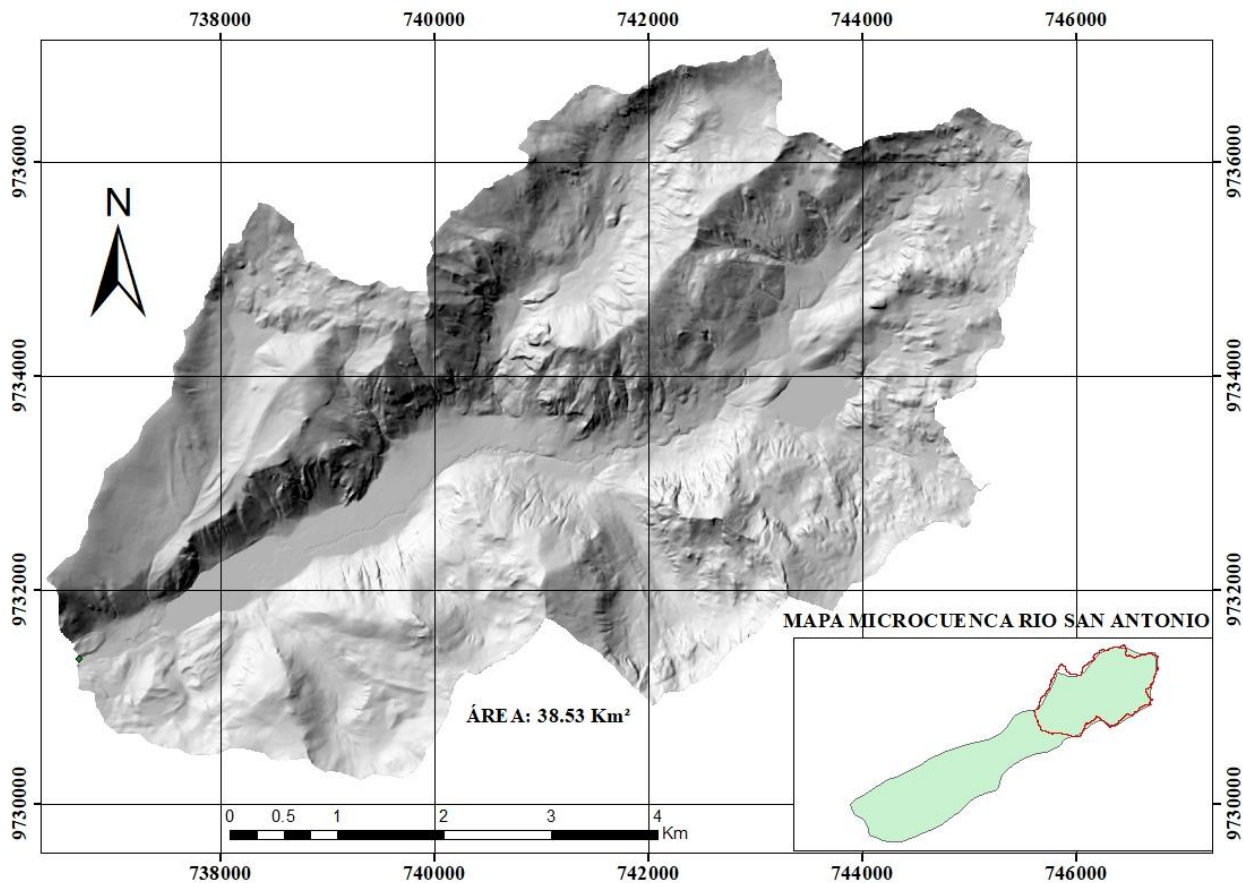 738000 740000 742000 744000 746000
9736000 9736000
N
9734000 9734000
9732000 9732000
MAPA MICROCUENCA RIO SAN ANTONIO
ÁREA: 38.53 Km²
9730000 9730000
0 0.5 1 2 3 4
Km
738000 740000 742000 744000 746000